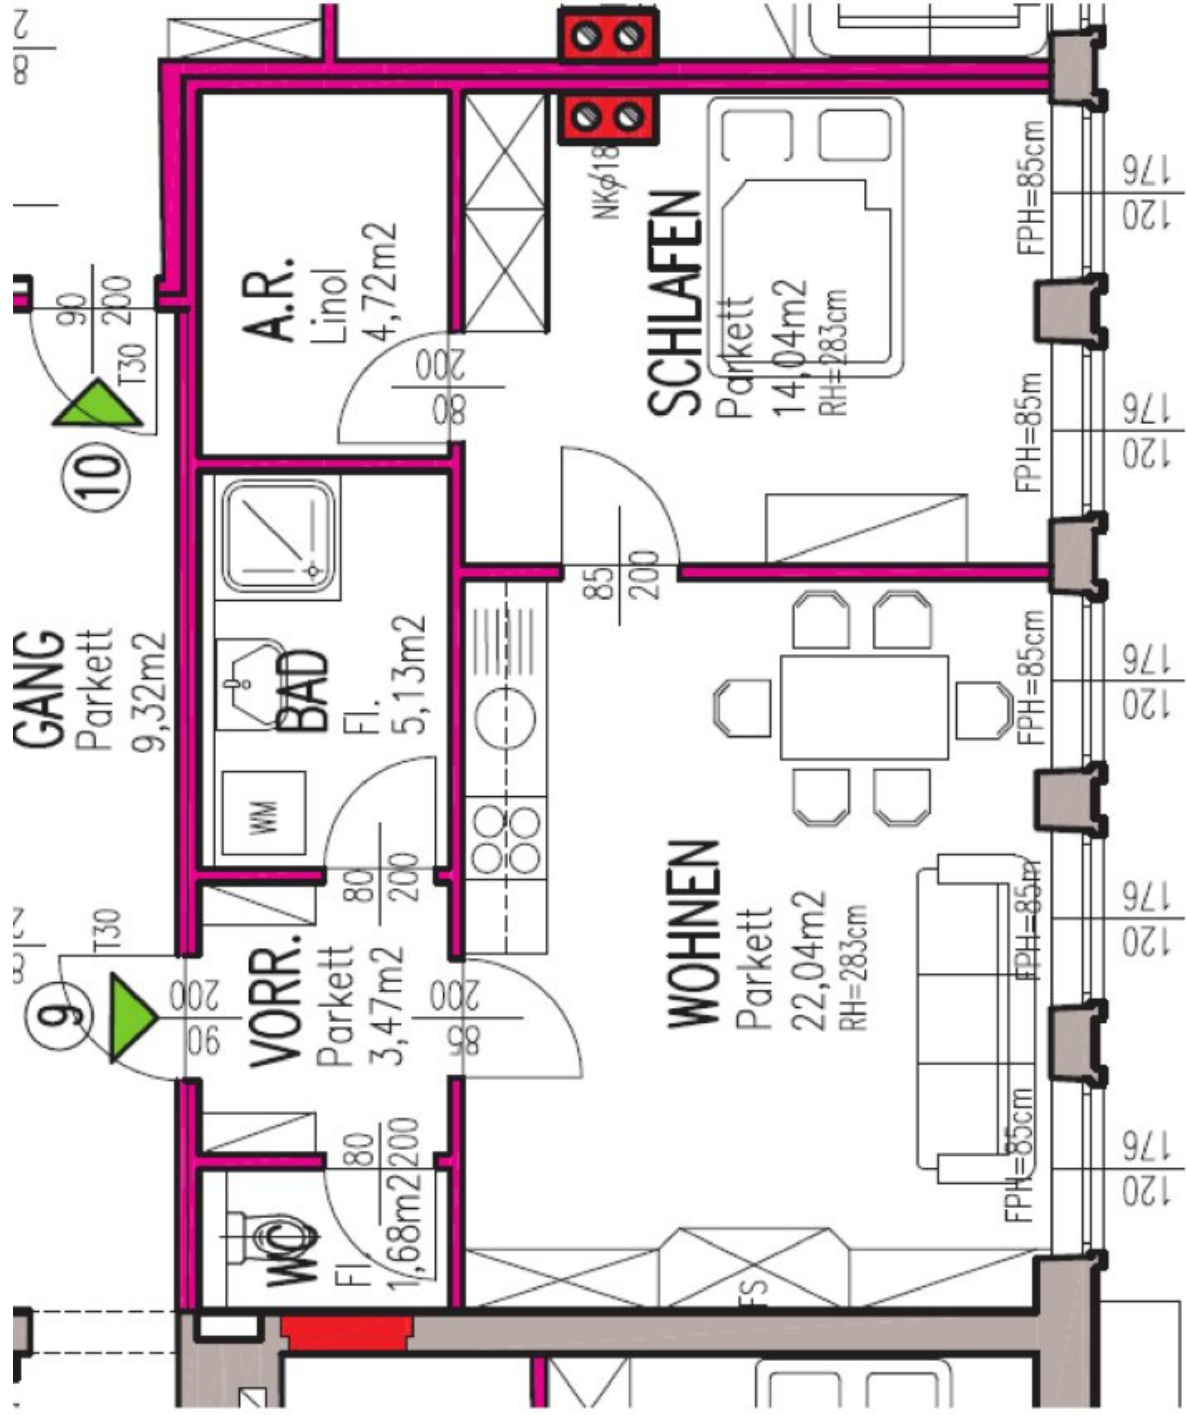 2
8
90
200
T30
10
GANG
Parkett
9,32m2
T30
9
200
90
A.R.
Linol
4,72m2
200
80
NKϕ18
SCHLAFEN
Parkett
14,04m2
RH=283cm
FPH=85cm
176
120
FPH=85m
176
120
85
200
BAD
Fl.
5,13m2
WM
80
200
VORR.
Parkett
3,47m2
200
85
80
200
WC
Fl.
1,68m2
WOHNEN
Parkett
22,04m2
RH=283cm
FPH=85cm
176
120
FPH=85m
176
120
FPH=85cm
176
120
FS